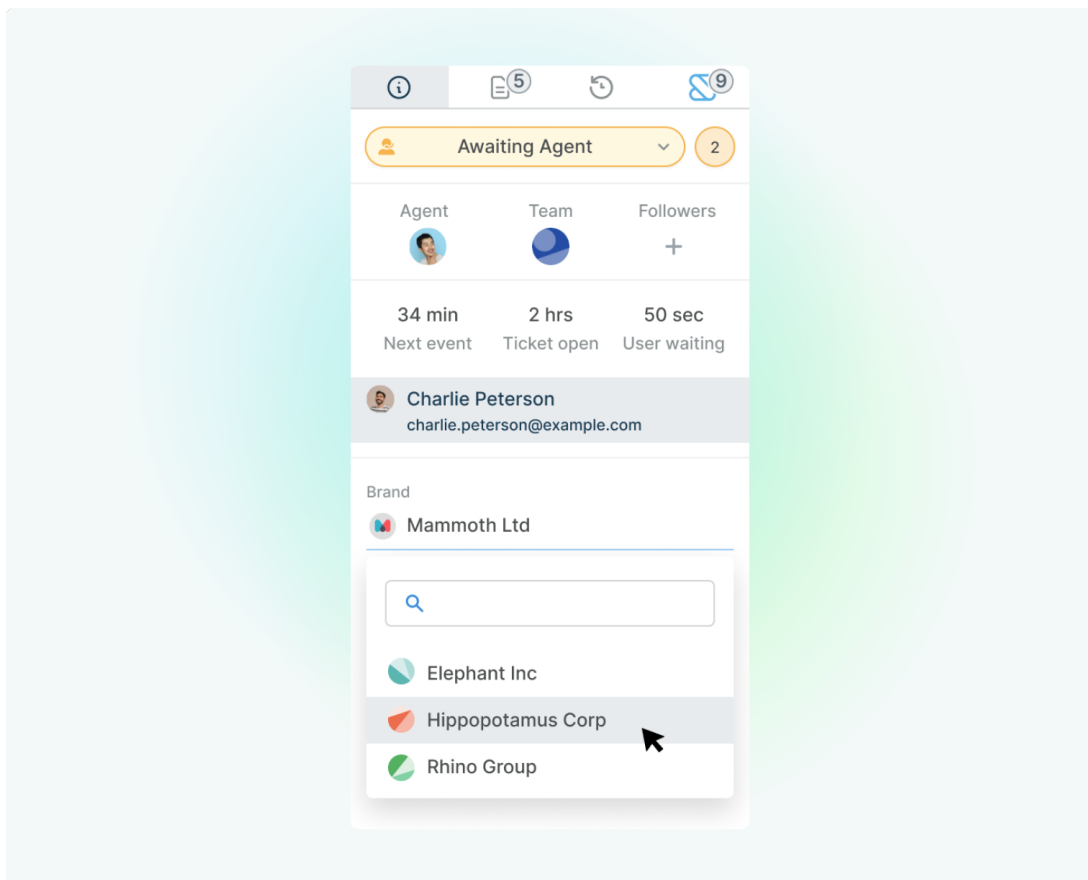 5
9
Awaiting Agent
2
Agent Team Followers
34 min 2 hrs 50 sec
Next event Ticket open User waiting
Charlie Peterson
charlie.peterson@example.com
Brand
Mammoth Ltd
Elephant Inc
Hippopotamus Corp
Rhino Group